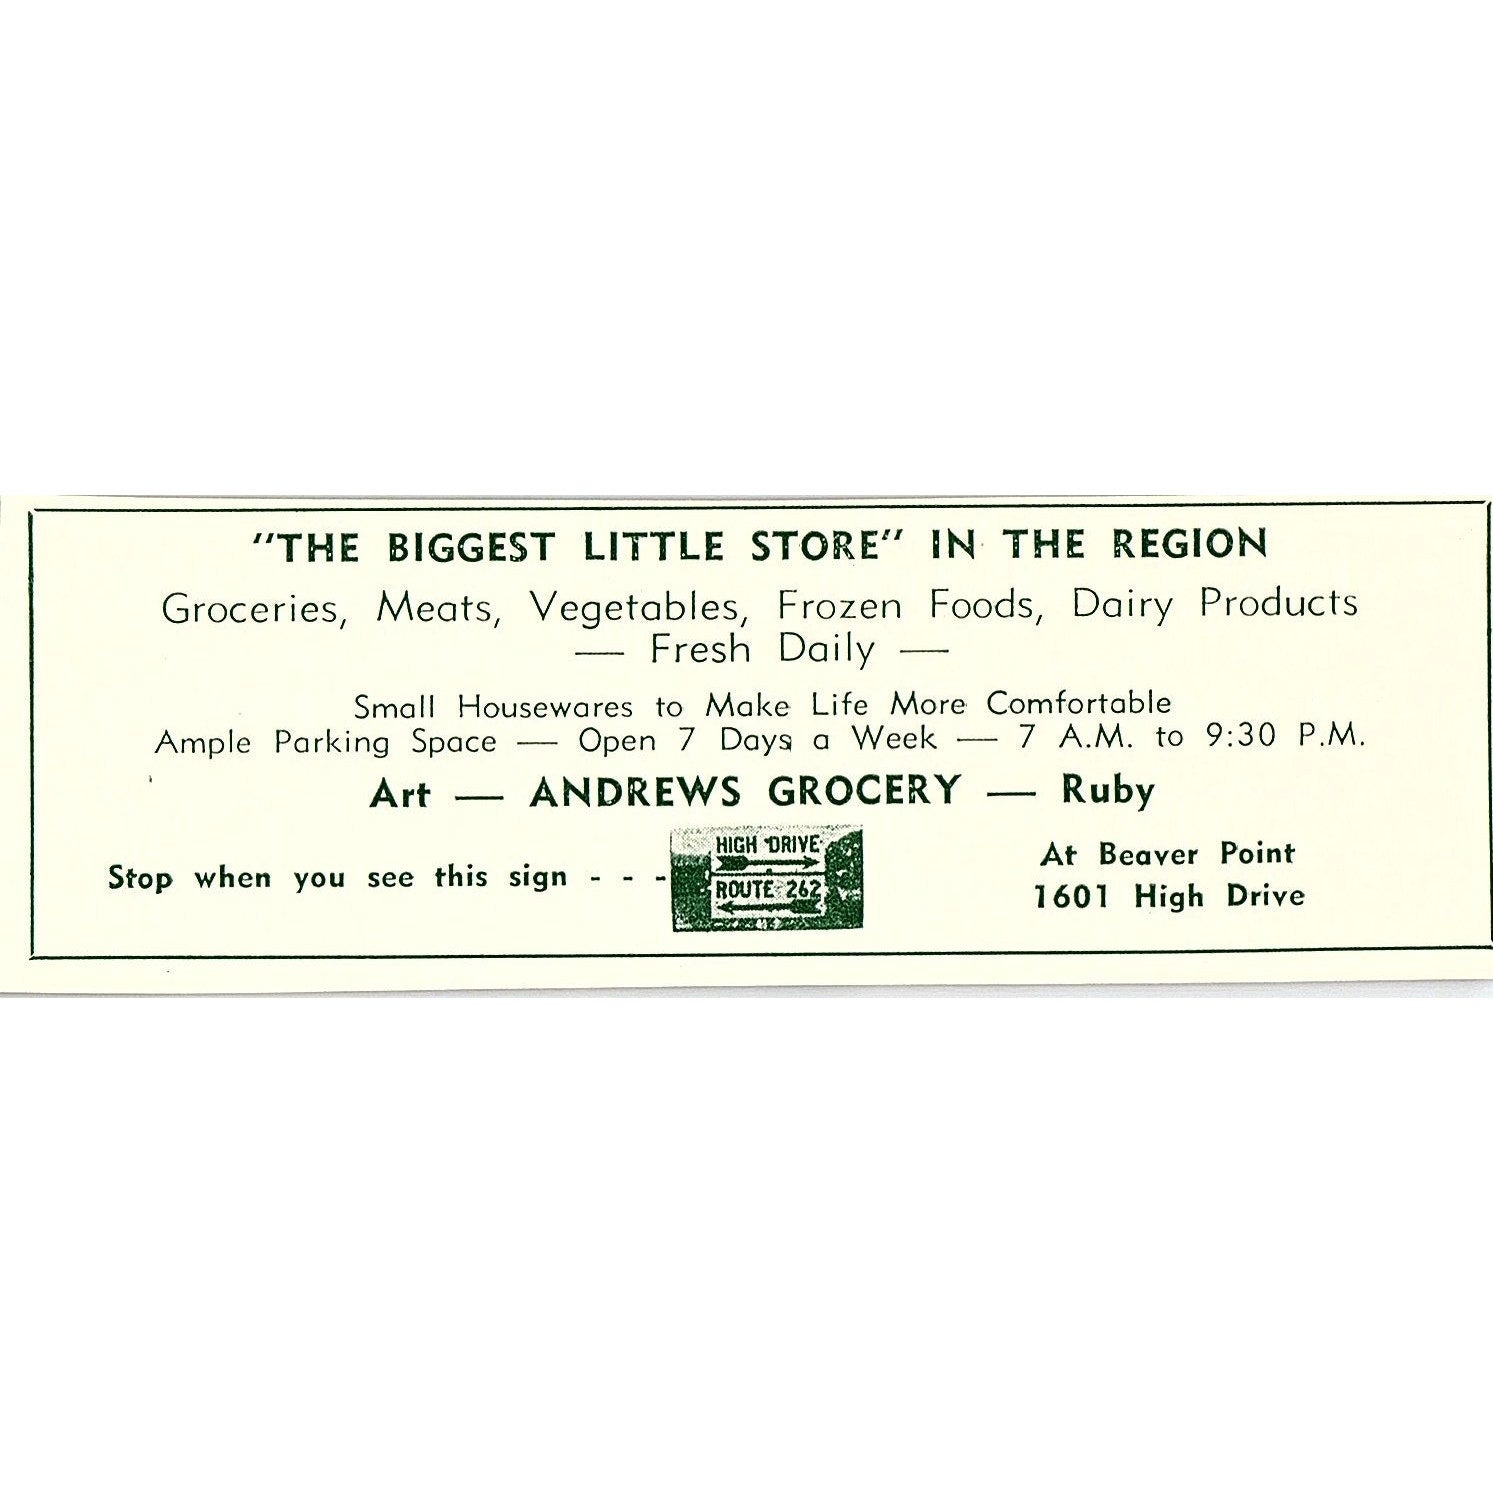 "THE BIGGEST LITTLE STORE" IN THE REGION
Groceries, Meats, Vegetables, Frozen Foods, Dairy Products
— Fresh Daily —
Small Housewares to Make Life More Comfortable
Ample Parking Space — Open 7 Days a Week — 7 A.M. to 9:30 P.M.
Art — ANDREWS GROCERY — Ruby
Stop when you see this sign - - -
HIGH DRIVE
ROUTE 262
At Beaver Point
1601 High Drive